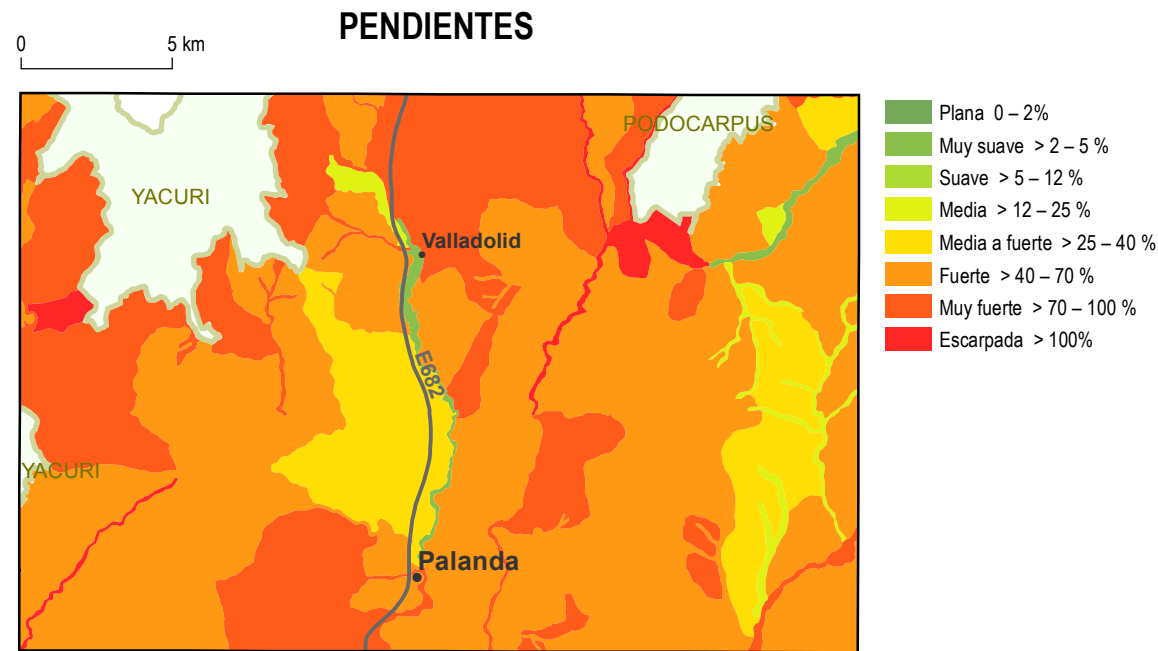 PENDIENTES
0 5 km
PODOCARPUS
YACURI
Valladolid
E682
YACURI
Palanda
Plana 0 – 2%
Muy suave > 2 – 5 %
Suave > 5 – 12 %
Media > 12 – 25 %
Media a fuerte > 25 – 40 %
Fuerte > 40 – 70 %
Muy fuerte > 70 – 100 %
Escarpada > 100%